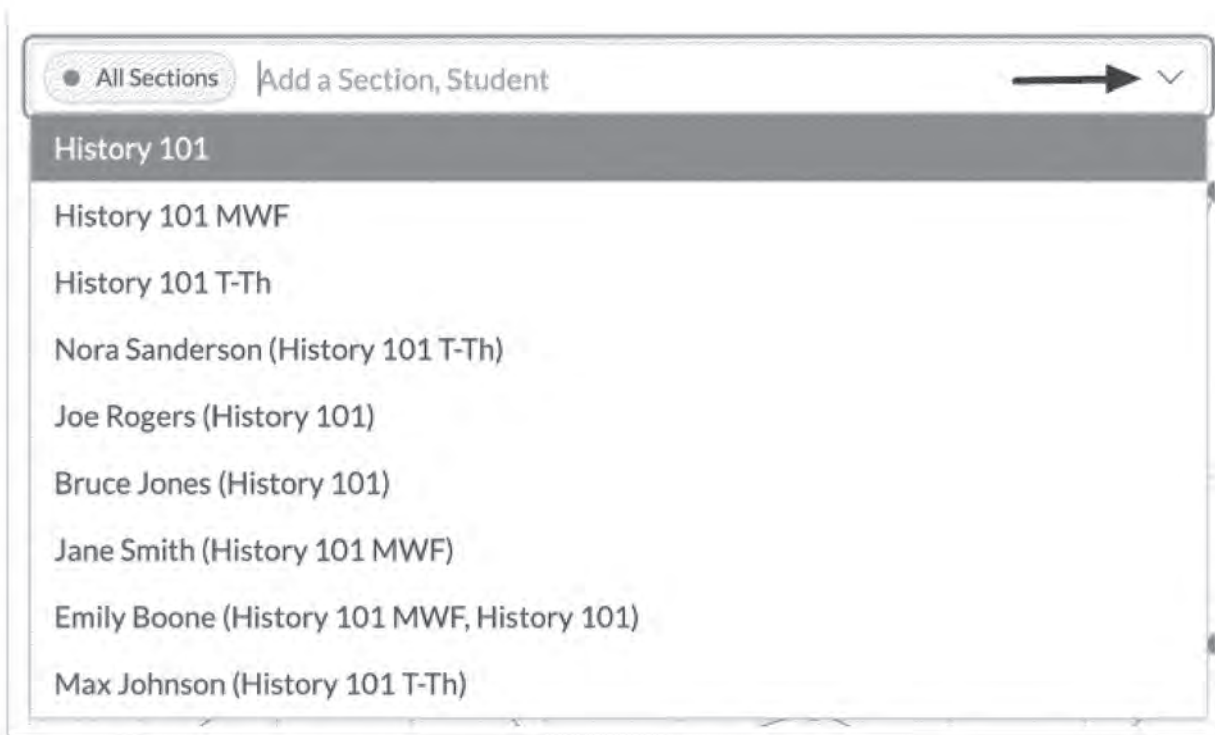 All Sections Add a Section, Student
History 101
History 101 MWF
History 101 T-Th
Nora Sanderson (History 101 T-Th)
Joe Rogers (History 101)
Bruce Jones (History 101)
Jane Smith (History 101 MWF)
Emily Boone (History 101 MWF, History 101)
Max Johnson (History 101 T-Th)